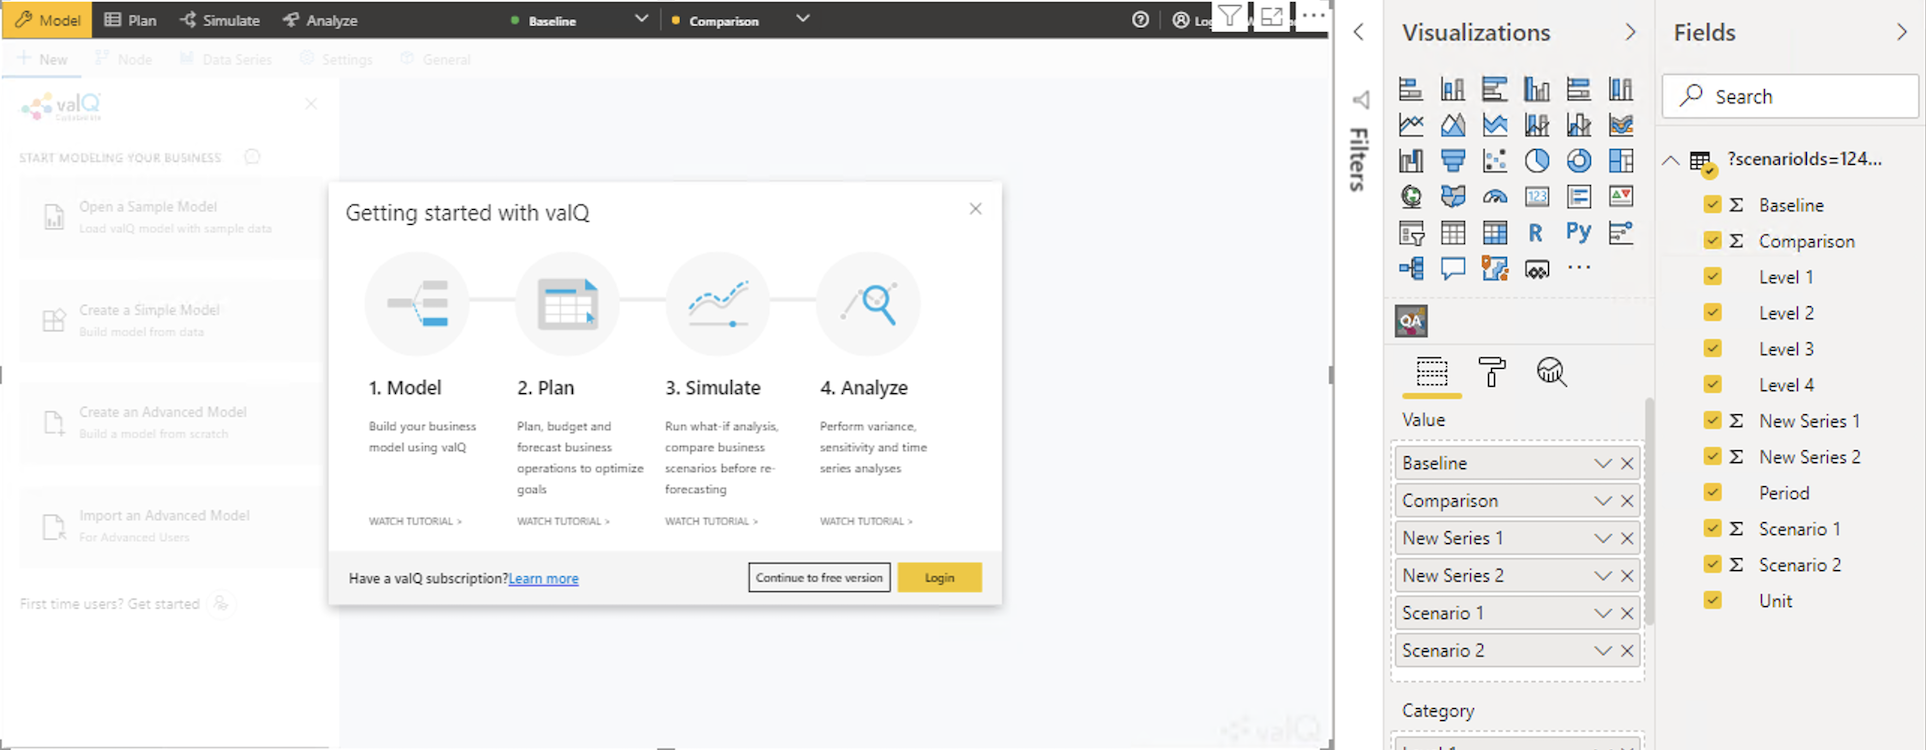 Model
Plan
Simulate
Analyze
Baseline
Comparison
New
Node
Data Series
Settings
General
valQ
START MODELING YOUR BUSINESS
Open a Sample Model
Load valQ model with sample data
Create a Simple Model
Build model from data
Create an Advanced Model
Build a model from scratch
Import an Advanced Model
For Advanced Users
First time users? Get started
Getting started with valQ
1. Model
Build your business
model using valQ
WATCH TUTORIAL >
2. Plan
Plan, budget and
forecast business
operations to optimize
goals
WATCH TUTORIAL >
3. Simulate
Run what-if analysis,
compare business
scenarios before re-
forecasting
WATCH TUTORIAL >
4. Analyze
Perform variance,
sensitivity and time
series analyses
WATCH TUTORIAL >
Have a valQ subscription?Learn more
Continue to free version
Login
valQ
Filters
Visualizations
123
R
Py
QA
Value
Baseline
Comparison
New Series 1
New Series 2
Scenario 1
Scenario 2
Category
Fields
Search
?scenarioIds=124...
Σ Baseline
Σ Comparison
Level 1
Level 2
Level 3
Level 4
Σ New Series 1
Σ New Series 2
Period
Σ Scenario 1
Σ Scenario 2
Unit